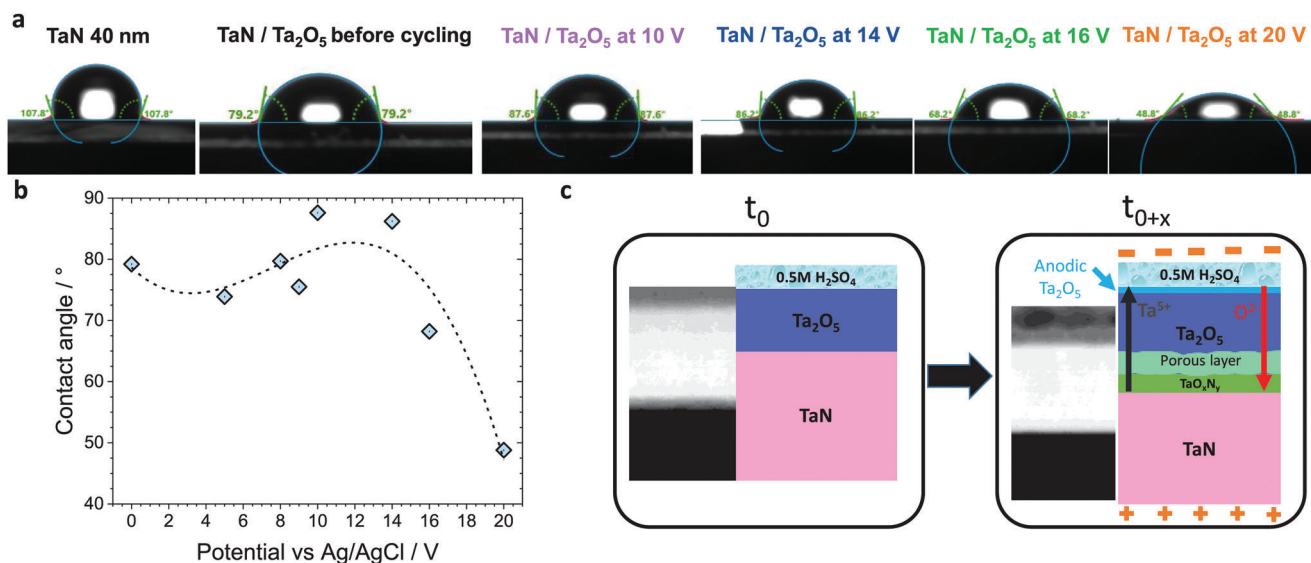 a
TaN 40 nm
TaN / Ta₂O₅ before cycling
TaN / Ta₂O₅ at 10 V
TaN / Ta₂O₅ at 14 V
TaN / Ta₂O₅ at 16 V
TaN / Ta₂O₅ at 20 V
107.8° 107.8°
79.2° 79.2°
87.6° 87.6°
86.2° 86.2°
68.2° 68.2°
48.8° 48.8°
b
90
80
70
60
50
40
Contact angle / °
0 2 4 6 8 10 12 14 16 18 20
Potential vs Ag/AgCl / V
c
t₀
0.5M H₂SO₄
Ta₂O₅
TaN
t₀₊ₓ
Anodic
Ta₂O₅
0.5M H₂SO₄
Ta⁵⁺
O²⁻
Ta₂O₅
Porous layer
TaOₓNᵧ
TaN
+ + + + +